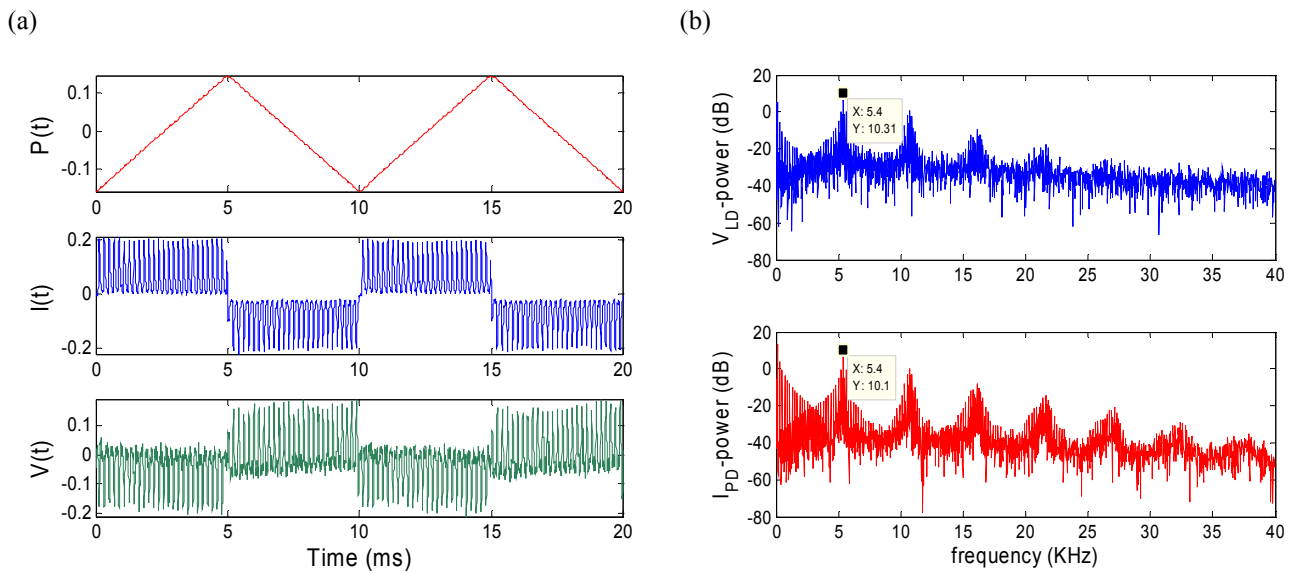 (a)
P(t)
0.1
0
-0.1
0 5 10 15 20
I(t)
0.2
0
-0.2
0 5 10 15 20
V(t)
0.1
0
-0.1
-0.2
0 5 10 15 20
Time (ms)
(b)
V_LD-power (dB)
20
0
-20
-40
-60
-80
X: 5.4
Y: 10.31
0 5 10 15 20 25 30 35 40
I_PD-power (dB)
20
0
-20
-40
-60
-80
X: 5.4
Y: 10.1
0 5 10 15 20 25 30 35 40
frequency (KHz)